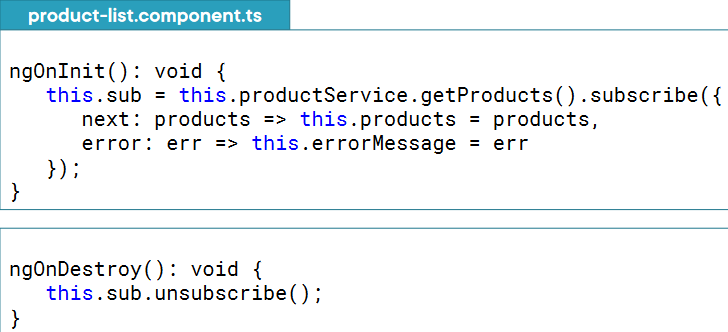 product-list.component.ts
ngOnInit(): void {
this.sub = this.productService.getProducts().subscribe({
next: products => this.products = products,
error: err => this.errorMessage = err
});
}
ngOnDestroy(): void {
this.sub.unsubscribe();
}